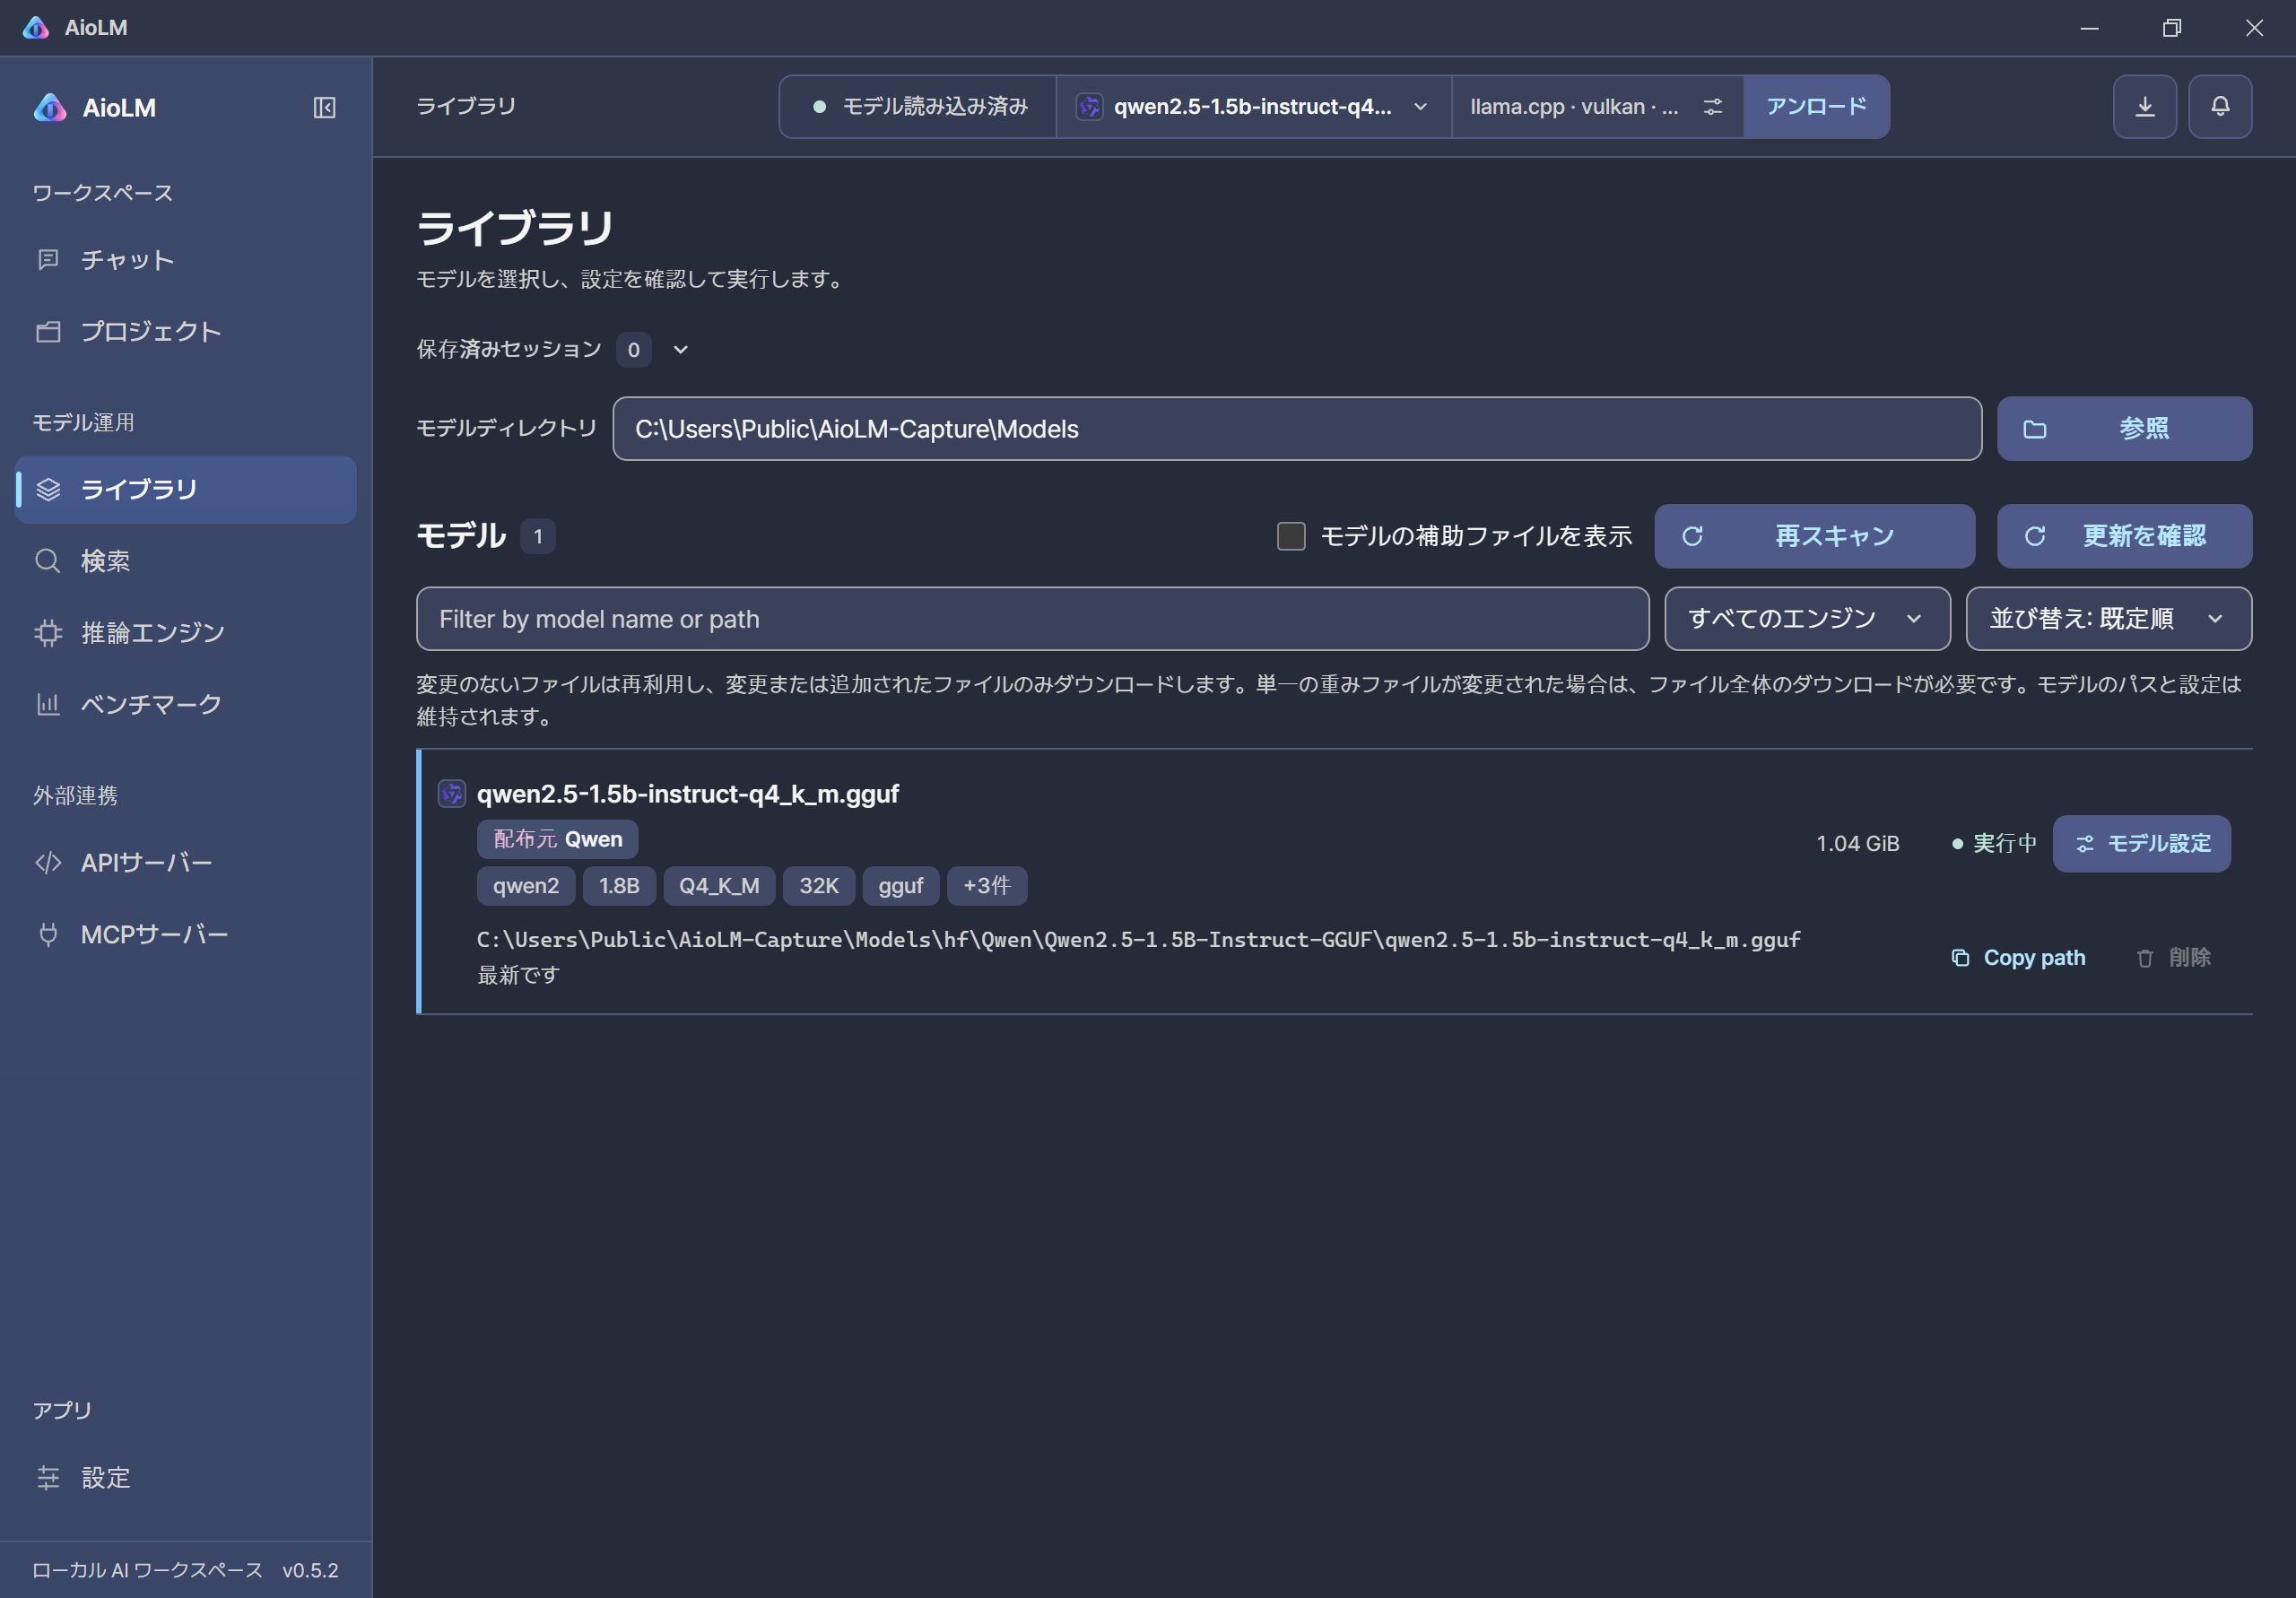 AioLM
AioLM
ワークスペース
チャット
プロジェクト
モデル運用
ライブラリ
検索
推論エンジン
ベンチマーク
外部連携
APIサーバー
MCPサーバー
アプリ
設定
ローカル AI ワークスペース v0.5.2
ライブラリ
モデル読み込み済み
qwen2.5-1.5b-instruct-q4...
llama.cpp · vulkan · ...
アンロード
ライブラリ
モデルを選択し、設定を確認して実行します。
保存済みセッション 0
モデルディレクトリ C:\Users\Public\AioLM-Capture\Models 参照
モデル 1 モデルの補助ファイルを表示 再スキャン 更新を確認
Filter by model name or path すべてのエンジン 並び替え: 既定順
変更のないファイルは再利用し、変更または追加されたファイルのみダウンロードします。単一の重みファイルが変更された場合は、ファイル全体のダウンロードが必要です。モデルのパスと設定は
維持されます。
qwen2.5-1.5b-instruct-q4_k_m.gguf
配布元 Qwen
1.04 GiB 実行中 モデル設定
qwen2 1.8B Q4_K_M 32K gguf +3件
C:\Users\Public\AioLM-Capture\Models\hf\Qwen\Qwen2.5-1.5B-Instruct-GGUF\qwen2.5-1.5b-instruct-q4_k_m.gguf
最新です
Copy path 削除